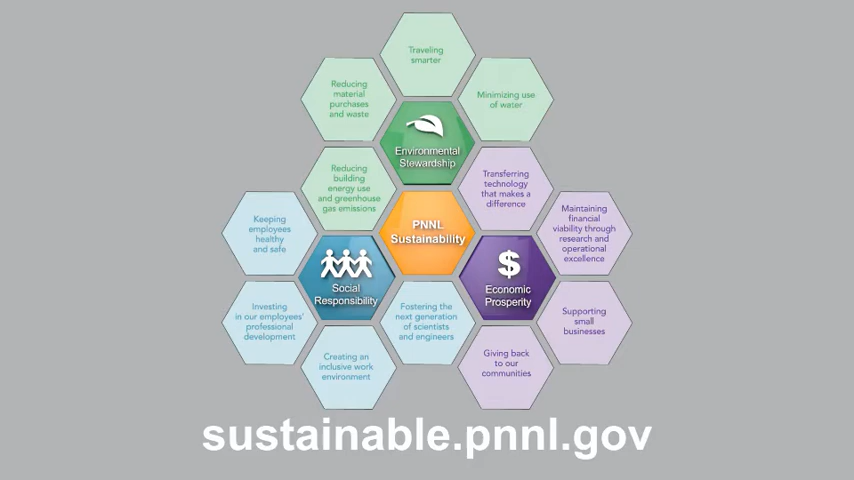 Traveling
smarter
Reducing
material
purchases
and waste
Minimizing use
of water
Environmental
Stewardship
Reducing
building
energy use
and greenhouse
gas emissions
Transferring
technology
that makes a
difference
Keeping
employees
healthy
and safe
PNNL
Sustainability
Maintaining
financial
viability through
research and
operational
excellence
Social
Responsibility
$
Economic
Prosperity
Investing
in our employees'
professional
development
Fostering the
next generation
of scientists
and engineers
Supporting
small
businesses
Creating an
inclusive work
environment
Giving back
to our
communities
sustainable.pnnl.gov